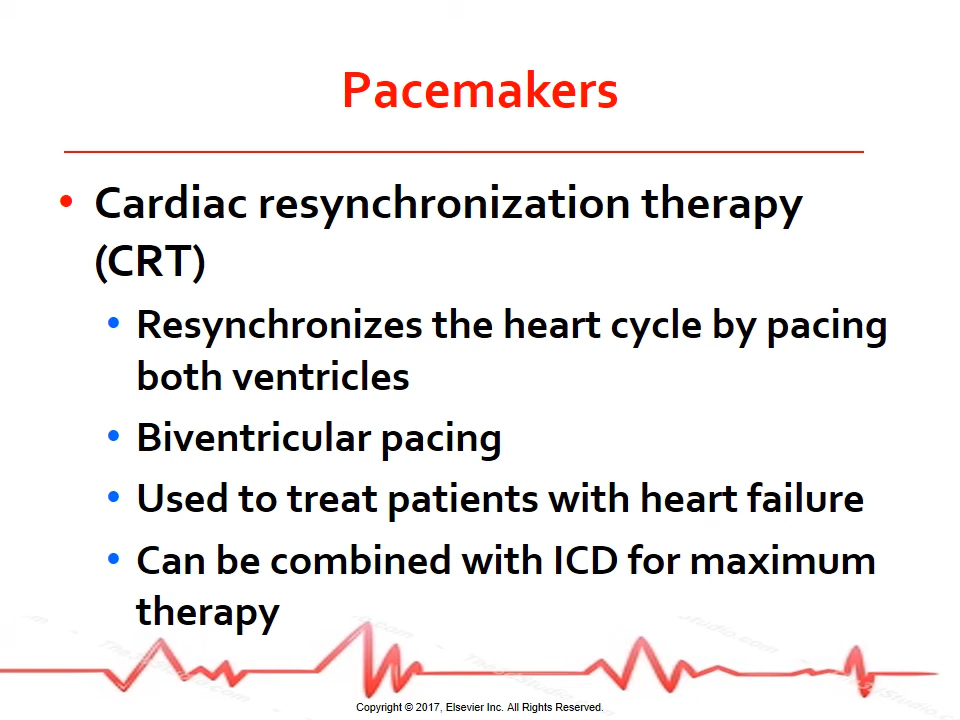 Pacemakers
• Cardiac resynchronization therapy
(CRT)
• Resynchronizes the heart cycle by pacing
both ventricles
• Biventricular pacing
• Used to treat patients with heart failure
• Can be combined with ICD for maximum
therapy
Copyright © 2017, Elsevier Inc. All Rights Reserved.